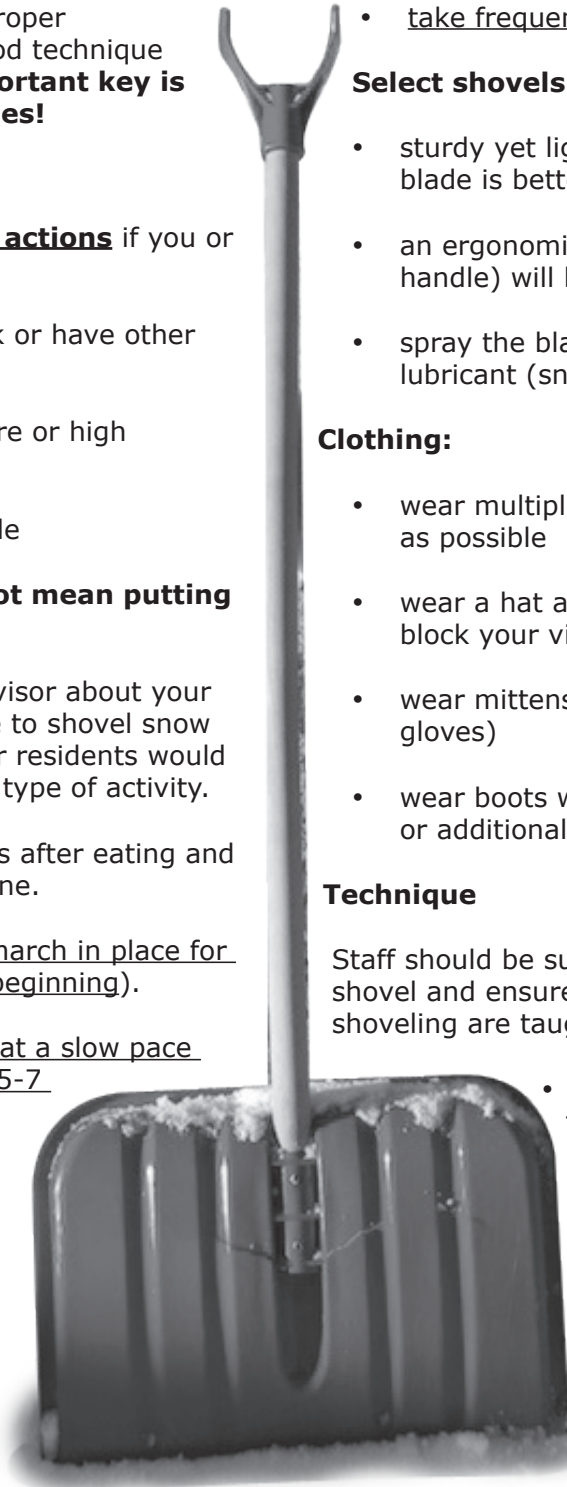 roper
od technique
ortant key is
es!
actions if you or
k or have other
re or high
le
ot mean putting
visor about your
e to shovel snow
r residents would
type of activity.
s after eating and
ne.
march in place for
beginning).
at a slow pace
5-7
• take frequen
Select shovels
• sturdy yet lig
blade is bett
• an ergonomi
handle) will
• spray the bla
lubricant (sn
Clothing:
• wear multipl
as possible
• wear a hat a
block your vi
• wear mittens
gloves)
• wear boots w
or additional
Technique
Staff should be su
shovel and ensure
shoveling are taug
•